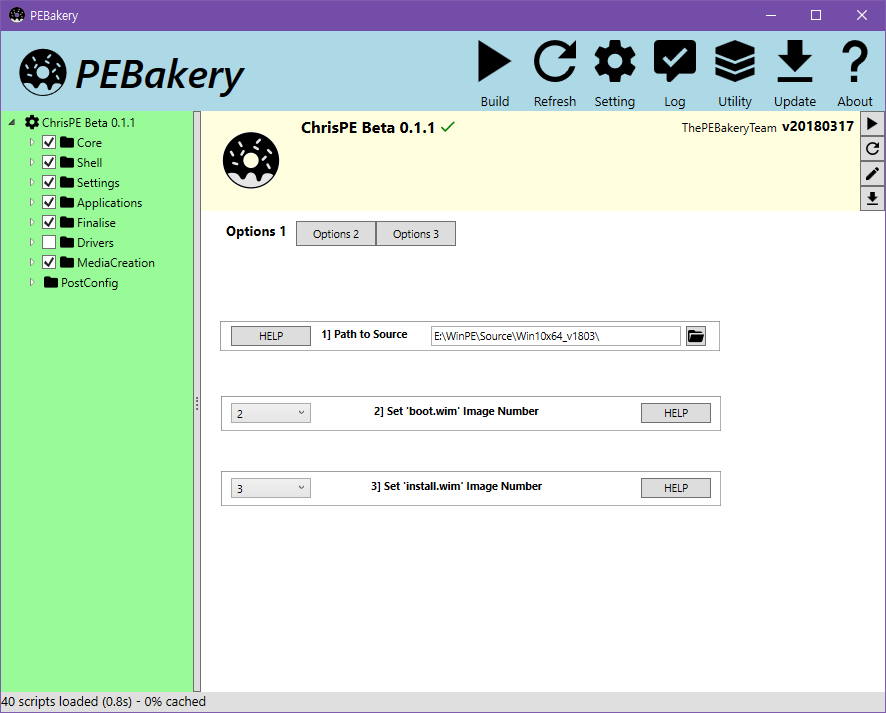 PEBakery
PEBakery
Build
Refresh
Setting
Log
Utility
Update
About
ChrisPE Beta 0.1.1
Core
Shell
Settings
Applications
Finalise
Drivers
MediaCreation
PostConfig
ChrisPE Beta 0.1.1
ThePEBakeryTeam v20180317
Options 1
Options 2
Options 3
HELP
1] Path to Source
E:\WinPE\Source\Win10x64_v1803\
2
2] Set 'boot.wim' Image Number
HELP
3
3] Set 'install.wim' Image Number
HELP
40 scripts loaded (0.8s) - 0% cached